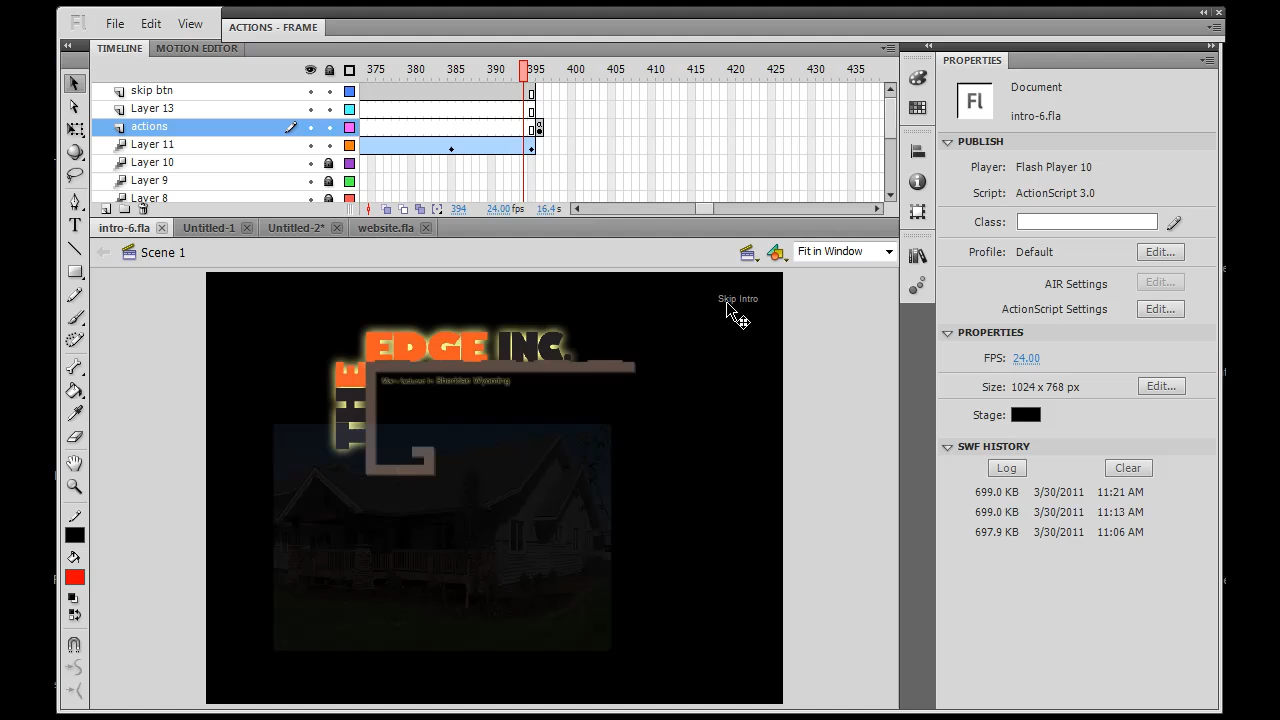 Fl File Edit View
ACTIONS - FRAME
TIMELINE MOTION EDITOR
PROPERTIES
375 380 385 390 395 400 405 410 415 420 425 430 435
skip btn
Layer 13
actions
Layer 11
Layer 10
Layer 9
Layer 8
394 24.00 fps 16.4 s
intro-6.fla Untitled-1 Untitled-2* website.fla
Scene 1
Fit in Window
Fl
Document
intro-6.fla
PUBLISH
Player: Flash Player 10
Script: ActionScript 3.0
Class:
Profile: Default Edit...
AIR Settings Edit...
ActionScript Settings Edit...
PROPERTIES
FPS: 24.00
Size: 1024 x 768 px Edit...
Stage:
SWF HISTORY
Log Clear
699.0 KB 3/30/2011 11:21 AM
699.0 KB 3/30/2011 11:13 AM
697.9 KB 3/30/2011 11:06 AM
Skip Intro
THE
EDGE INC.
Manufactured in Sheridan Wyoming
T